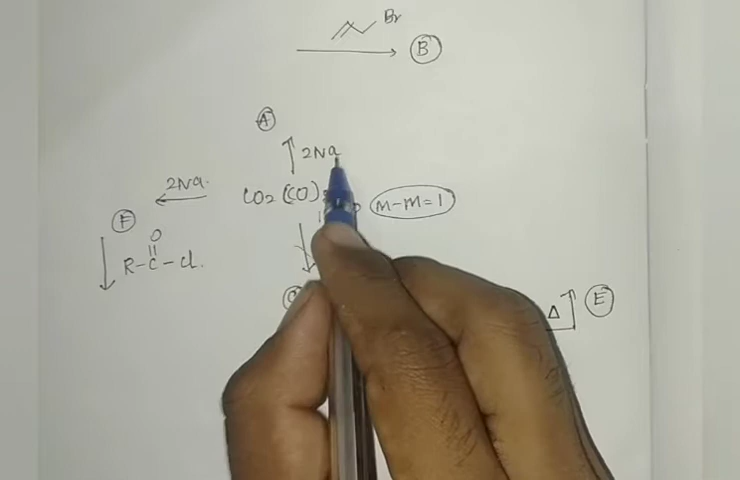 Br
B
A
2Na
2Na.
CO2(CO)
M-M=1
F
O
R-C-Cl.
Δ
E